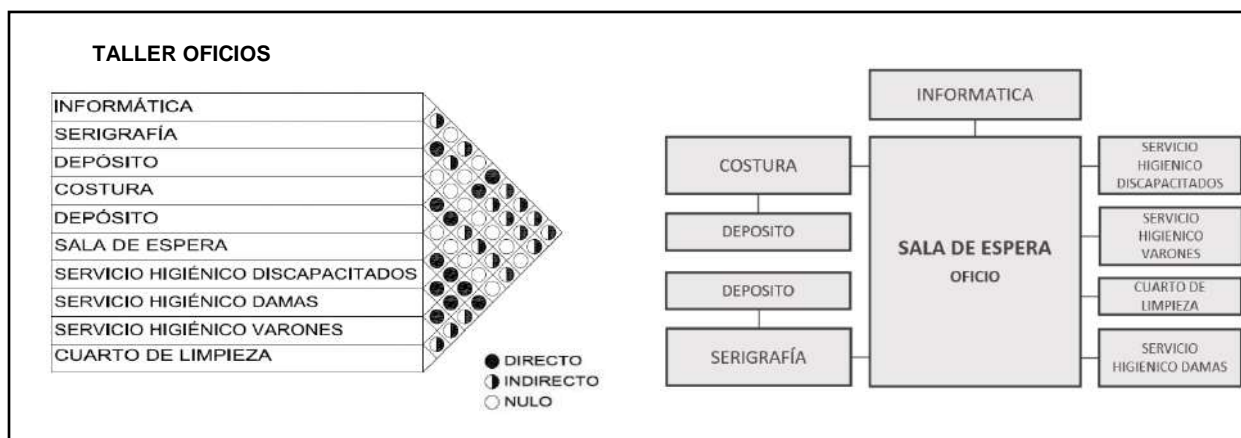 TALLER OFICIOS
INFORMÁTICA
SERIGRAFÍA
DEPÓSITO
COSTURA
DEPÓSITO
SALA DE ESPERA
SERVICIO HIGIÉNICO DISCAPACITADOS
SERVICIO HIGIÉNICO DAMAS
SERVICIO HIGIÉNICO VARONES
CUARTO DE LIMPIEZA
DIRECTO
INDIRECTO
NULO
INFORMATICA
COSTURA
DEPOSITO
DEPOSITO
SERIGRAFÍA
SALA DE ESPERA
OFICIO
SERVICIO
HIGIENICO
DISCAPACITADOS
SERVICIO
HIGIENICO
VARONES
CUARTO DE
LIMPIEZA
SERVICIO
HIGIENICO DAMAS